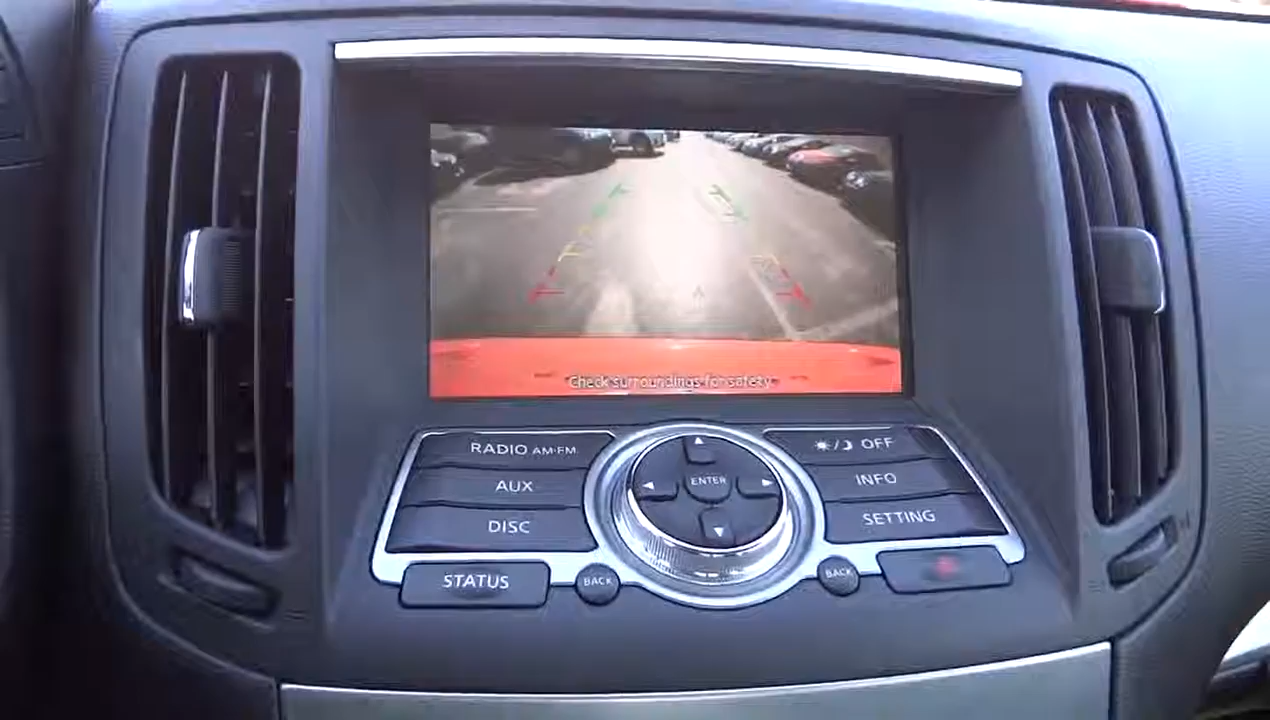 Check surroundings for safety
RADIO AM·FM
AUX
DISC
STATUS
BACK
ENTER
BACK
OFF
INFO
SETTING